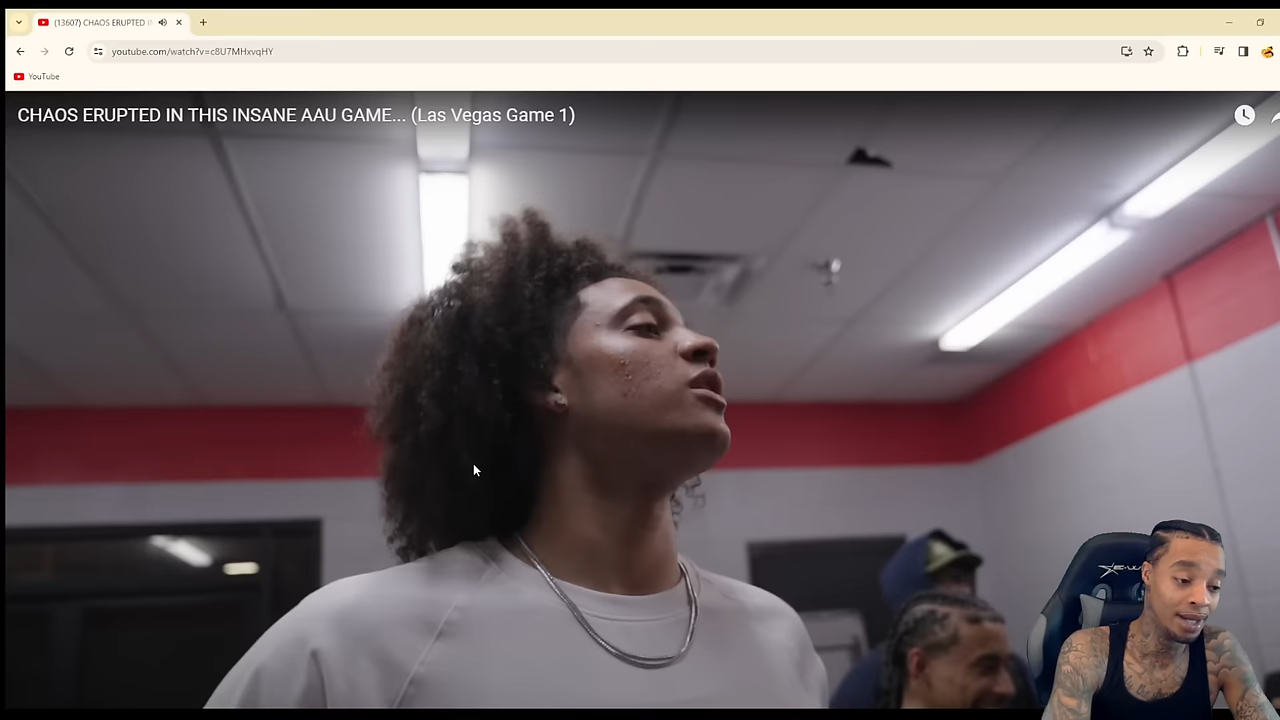 (13607) CHAOS ERUPTED IN
youtube.com/watch?v=c8U7MHxvqHY
YouTube
CHAOS ERUPTED IN THIS INSANE AAU GAME... (Las Vegas Game 1)